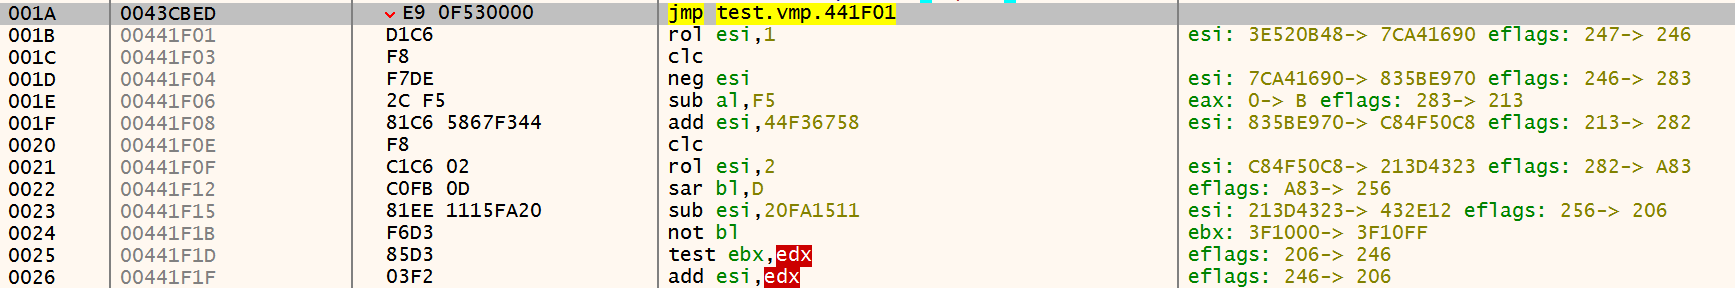 001A 0043CBED E9 0F530000 jmp test.vmp.441F01
001B 00441F01 D1C6 rol esi,1 esi: 3E520B48-> 7CA41690 eflags: 247-> 246
001C 00441F03 F8 clc
001D 00441F04 F7DE neg esi esi: 7CA41690-> 835BE970 eflags: 246-> 283
001E 00441F06 2C F5 sub al,F5 eax: 0-> B eflags: 283-> 213
001F 00441F08 81C6 5867F344 add esi,44F36758 esi: 835BE970-> C84F50C8 eflags: 213-> 282
0020 00441F0E F8 clc
0021 00441F0F C1C6 02 rol esi,2 esi: C84F50C8-> 213D4323 eflags: 282-> A83
0022 00441F12 C0FB 0D sar bl,D eflags: A83-> 256
0023 00441F15 81EE 1115FA20 sub esi,20FA1511 esi: 213D4323-> 432E12 eflags: 256-> 206
0024 00441F1B F6D3 not bl ebx: 3F1000-> 3F10FF
0025 00441F1D 85D3 test ebx,edx eflags: 206-> 246
0026 00441F1F 03F2 add esi,edx eflags: 246-> 206